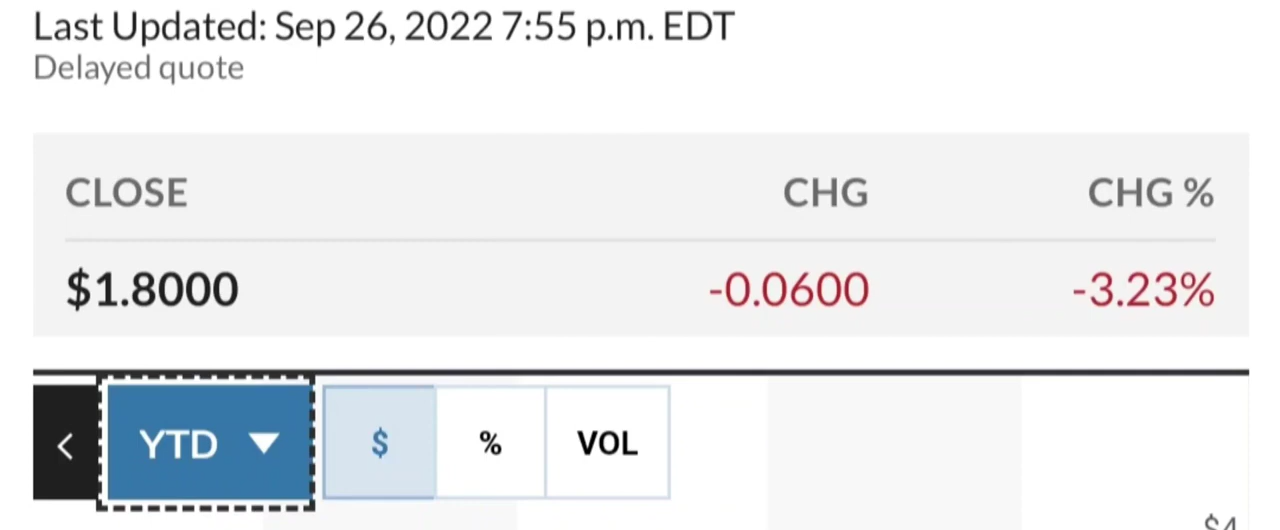 Last Updated: Sep 26, 2022 7:55 p.m. EDT
Delayed quote
CLOSE CHG CHG %
$1.8000 -0.0600 -3.23%
< YTD ▼ $ % VOL